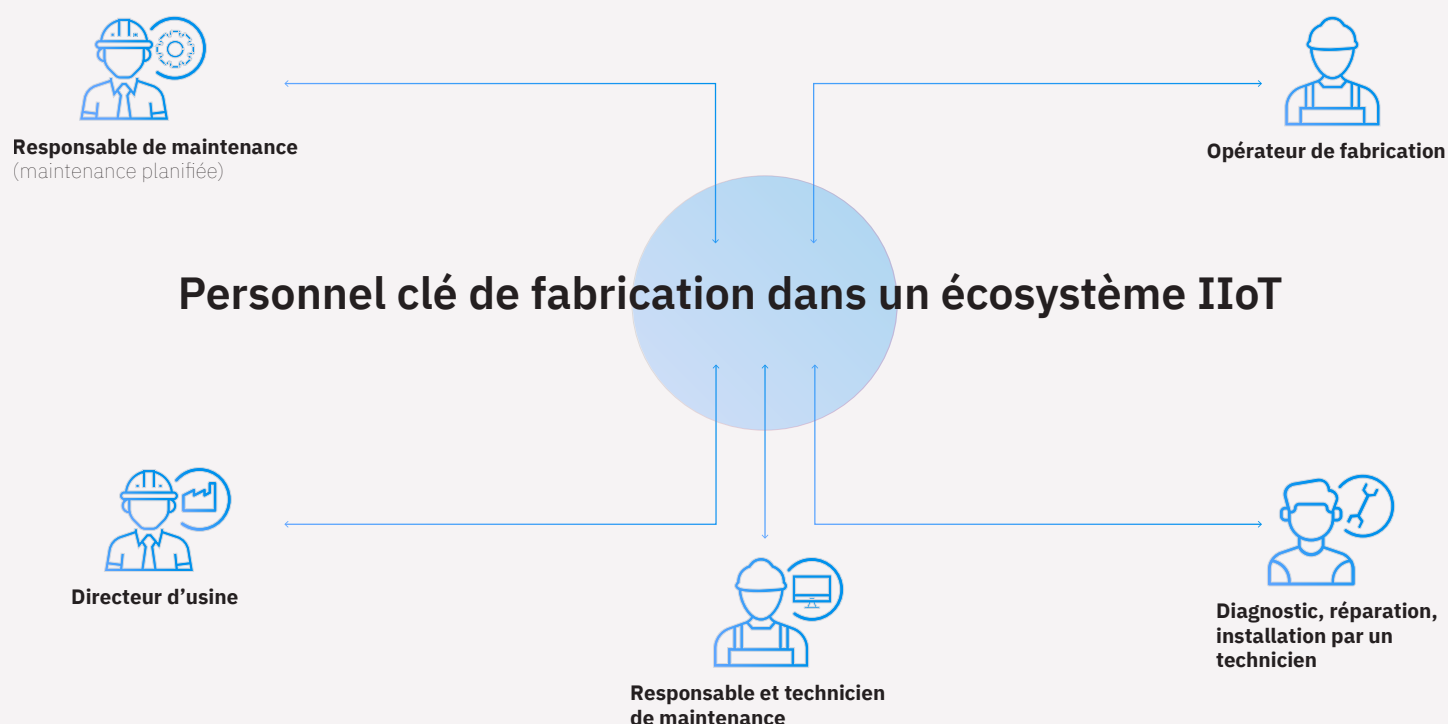 Responsable de maintenance
(maintenance planifiée)
Opérateur de fabrication
Personnel clé de fabrication dans un écosystème IIoT
Directeur d’usine
Responsable et technicien
de maintenance
Diagnostic, réparation,
installation par un
technicien